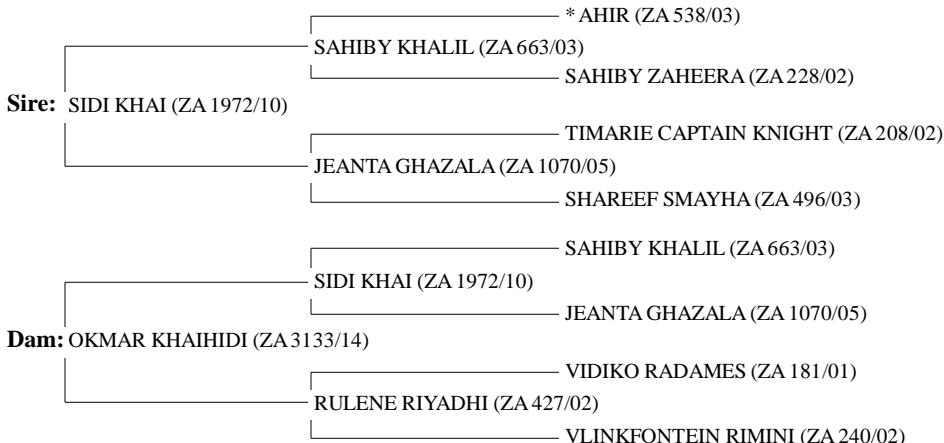 * AHIR (ZA 538/03)
SAHIBY KHALIL (ZA 663/03)
SAHIBY ZAHEERA (ZA 228/02)
Sire: SIDI KHAI (ZA 1972/10)
TIMARIE CAPTAIN KNIGHT (ZA 208/02)
JEANTA GHAZALA (ZA 1070/05)
SHAREEF SMAYHA (ZA 496/03)
SAHIBY KHALIL (ZA 663/03)
SIDI KHAI (ZA 1972/10)
JEANTA GHAZALA (ZA 1070/05)
Dam: OKMAR KHAIHIDI (ZA 3133/14)
VIDIKO RADAMES (ZA 181/01)
RULENE RIYADHI (ZA 427/02)
VLINKFONTEIN RIMINI (ZA 240/02)